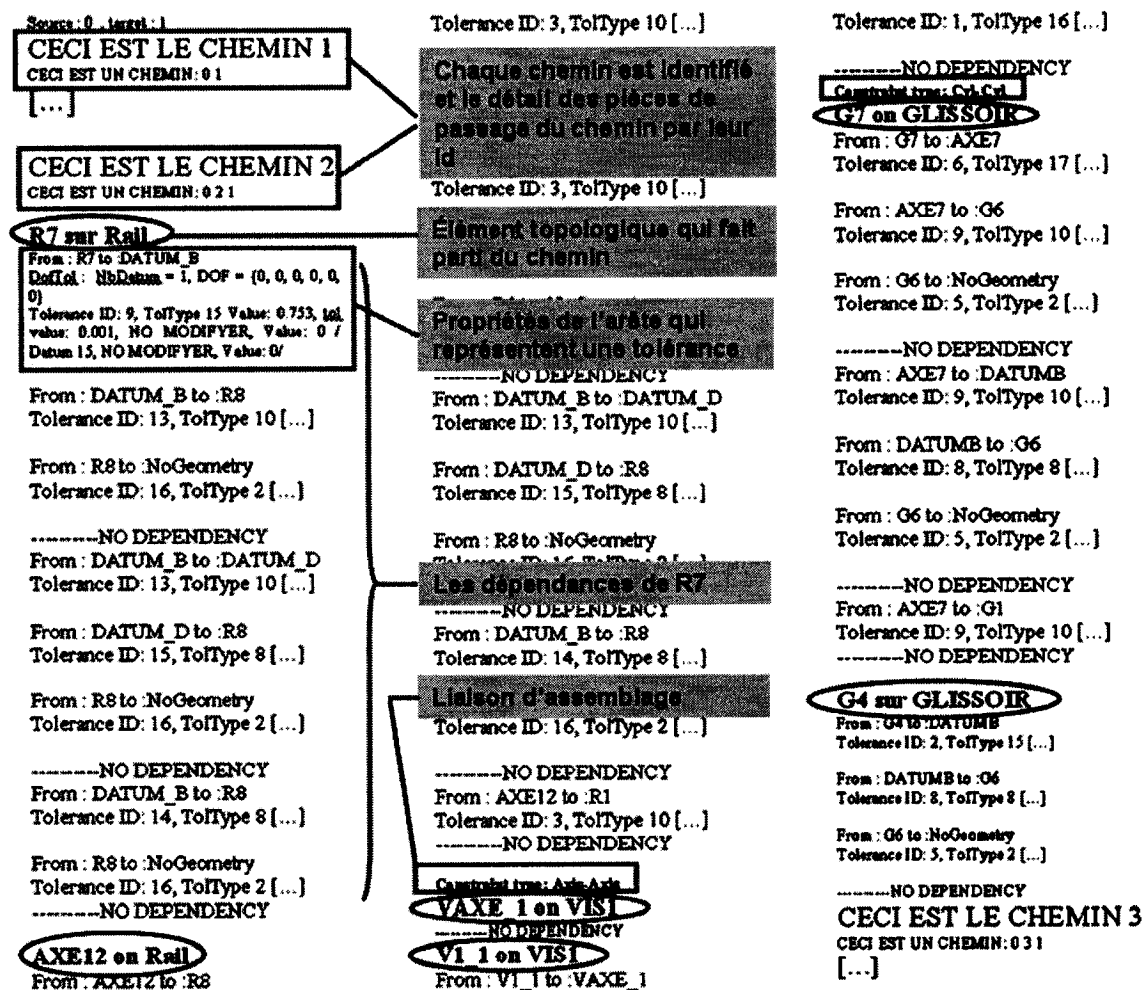 Source : 0 , target : 1
CECI EST LE CHEMIN 1
CECI EST UN CHEMIN: 0 1
[…]
CECI EST LE CHEMIN 2
CECI EST UN CHEMIN: 0 2 1
R7 sur Rail
From : R7 to :DATUM_B
DofTol : NbDatum = 1, DOF = {0, 0, 0, 0, 0,
0}
Tolerance ID: 9, TolType 15 Value: 0.753, tol
value: 0.001, NO MODIFYER, Value: 0 /
Datum 15, NO MODIFYER, Value: 0/
From : DATUM_B to :R8
Tolerance ID: 13, TolType 10 […]
From : R8 to :NoGeometry
Tolerance ID: 16, TolType 2 […]
----------NO DEPENDENCY
From : DATUM_B to :DATUM_D
Tolerance ID: 13, TolType 10 […]
From : DATUM_D to :R8
Tolerance ID: 15, TolType 8 […]
From : R8 to :NoGeometry
Tolerance ID: 16, TolType 2 […]
----------NO DEPENDENCY
From : DATUM_B to :R8
Tolerance ID: 14, TolType 8 […]
From : R8 to :NoGeometry
Tolerance ID: 16, TolType 2 […]
----------NO DEPENDENCY
AXE12 on Rail
From : AXE12 to :R8
Tolerance ID: 3, TolType 10 […]
Chaque chemin est identifié
et le détail des pièces de
passage du chemin par leur
id
Tolerance ID: 3, TolType 10 […]
Élément topologique qui fait
parti du chemin
Propriétés de l'arête qui
représentent une tolérance
----------NO DEPENDENCY
From : DATUM_B to :DATUM_D
Tolerance ID: 13, TolType 10 […]
From : DATUM_D to :R8
Tolerance ID: 15, TolType 8 […]
From : R8 to :NoGeometry
Tolerance ID: 16, TolType 2 […]
Les dépendances de R7
----------NO DEPENDENCY
From : DATUM_B to :R8
Tolerance ID: 14, TolType 8 […]
Liaison d'assemblage
Tolerance ID: 16, TolType 2 […]
----------NO DEPENDENCY
From : AXE12 to :R1
Tolerance ID: 3, TolType 10 […]
----------NO DEPENDENCY
Constraint type : Axis-Axis
VAXE_1 on VIS1
----------NO DEPENDENCY
V1_1 on VIS1
From : V1_1 to :VAXE_1
Tolerance ID: 1, TolType 16 […]
----------NO DEPENDENCY
Constraint type : Cyl-Cyl
G7 on GLISSOIR
From : G7 to :AXE7
Tolerance ID: 6, TolType 17 […]
From : AXE7 to :G6
Tolerance ID: 9, TolType 10 […]
From : G6 to :NoGeometry
Tolerance ID: 5, TolType 2 […]
----------NO DEPENDENCY
From : AXE7 to :DATUMB
Tolerance ID: 9, TolType 10 […]
From : DATUMB to :G6
Tolerance ID: 8, TolType 8 […]
From : G6 to :NoGeometry
Tolerance ID: 5, TolType 2 […]
----------NO DEPENDENCY
From : AXE7 to :G1
Tolerance ID: 9, TolType 10 […]
----------NO DEPENDENCY
G4 sur GLISSOIR
From : G4 to :DATUMB
Tolerance ID: 2, TolType 15 […]
From : DATUMB to :G6
Tolerance ID: 8, TolType 8 […]
From : G6 to :NoGeometry
Tolerance ID: 5, TolType 2 […]
----------NO DEPENDENCY
CECI EST LE CHEMIN 3
CECI EST UN CHEMIN: 0 3 1
[…]